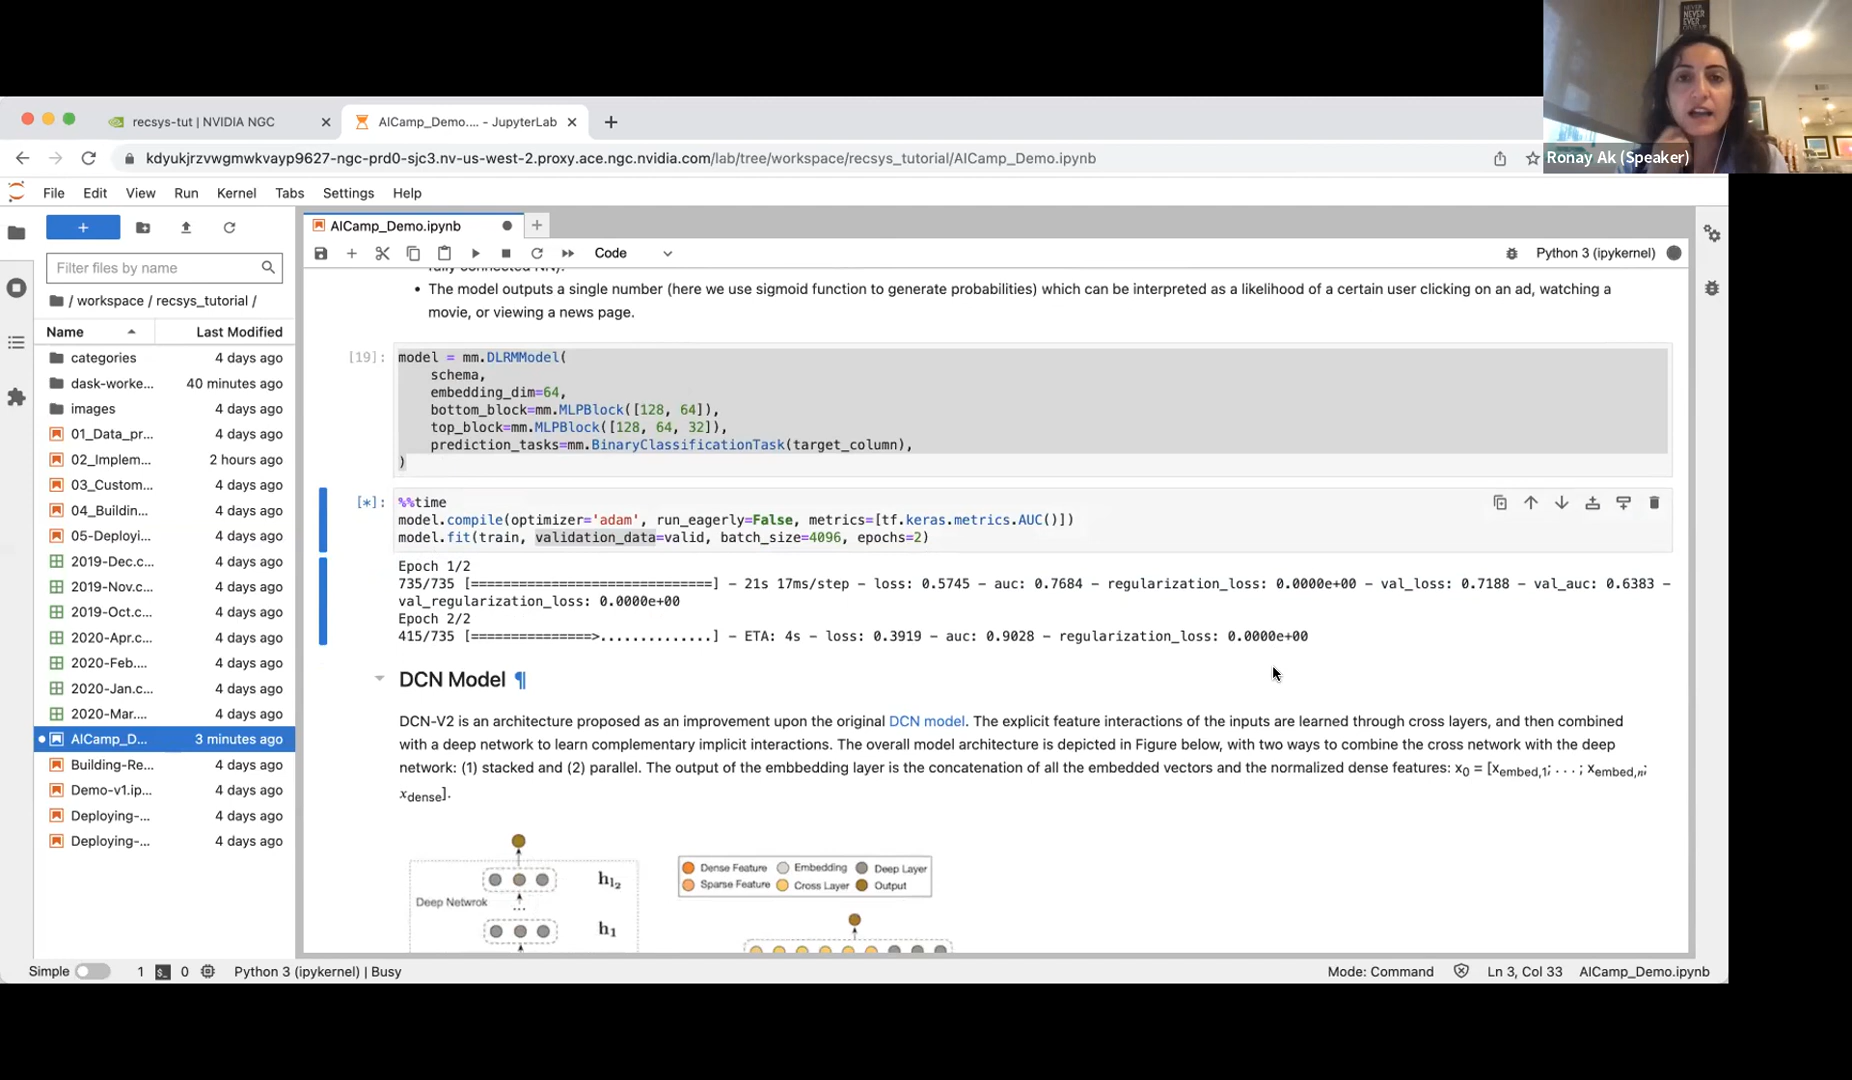 NEVER
NEVER
EVER
Ronay Ak (Speaker)
recsys-tut | NVIDIA NGC
AICamp_Demo.... - JupyterLab
kdyukjrzvwgmwkvayp9627-ngc-prd0-sjc3.nv-us-west-2.proxy.ace.ngc.nvidia.com/lab/tree/workspace/recsys_tutorial/AICamp_Demo.ipynb
File Edit View Run Kernel Tabs Settings Help
Filter files by name
/ workspace / recsys_tutorial /
Name Last Modified
categories 4 days ago
dask-worke... 40 minutes ago
images 4 days ago
01_Data_pr... 4 days ago
02_Implem... 2 hours ago
03_Custom... 4 days ago
04_Buildin... 4 days ago
05-Deployi... 4 days ago
2019-Dec.c... 4 days ago
2019-Nov.c... 4 days ago
2019-Oct.c... 4 days ago
2020-Apr.c... 4 days ago
2020-Feb.... 4 days ago
2020-Jan.c... 4 days ago
2020-Mar.... 4 days ago
AICamp_D... 3 minutes ago
Building-Re... 4 days ago
Demo-v1.ip... 4 days ago
Deploying-... 4 days ago
Deploying-... 4 days ago
AICamp_Demo.ipynb
Code
Python 3 (ipykernel)
fully connected NN).
• The model outputs a single number (here we use sigmoid function to generate probabilities) which can be interpreted as a likelihood of a certain user clicking on an ad, watching a
movie, or viewing a news page.
[19]: model = mm.DLRMModel(
schema,
embedding_dim=64,
bottom_block=mm.MLPBlock([128, 64]),
top_block=mm.MLPBlock([128, 64, 32]),
prediction_tasks=mm.BinaryClassificationTask(target_column),
)
[*]: %%time
model.compile(optimizer='adam', run_eagerly=False, metrics=[tf.keras.metrics.AUC()])
model.fit(train, validation_data=valid, batch_size=4096, epochs=2)
Epoch 1/2
735/735 [==============================] - 21s 17ms/step - loss: 0.5745 - auc: 0.7684 - regularization_loss: 0.0000e+00 - val_loss: 0.7188 - val_auc: 0.6383 -
val_regularization_loss: 0.0000e+00
Epoch 2/2
415/735 [===============>..............] - ETA: 4s - loss: 0.3919 - auc: 0.9028 - regularization_loss: 0.0000e+00
DCN Model ¶
DCN-V2 is an architecture proposed as an improvement upon the original DCN model. The explicit feature interactions of the inputs are learned through cross layers, and then combined
with a deep network to learn complementary implicit interactions. The overall model architecture is depicted in Figure below, with two ways to combine the cross network with the deep
network: (1) stacked and (2) parallel. The output of the embbedding layer is the concatenation of all the embedded vectors and the normalized dense features: x0 = [xembed,1; . . . ; xembed,n;
xdense].
Dense Feature Embedding Deep Layer
Sparse Feature Cross Layer Output
hl2
Deep Netwrok
...
h1
Simple 1 0 Python 3 (ipykernel) | Busy
Mode: Command Ln 3, Col 33 AICamp_Demo.ipynb